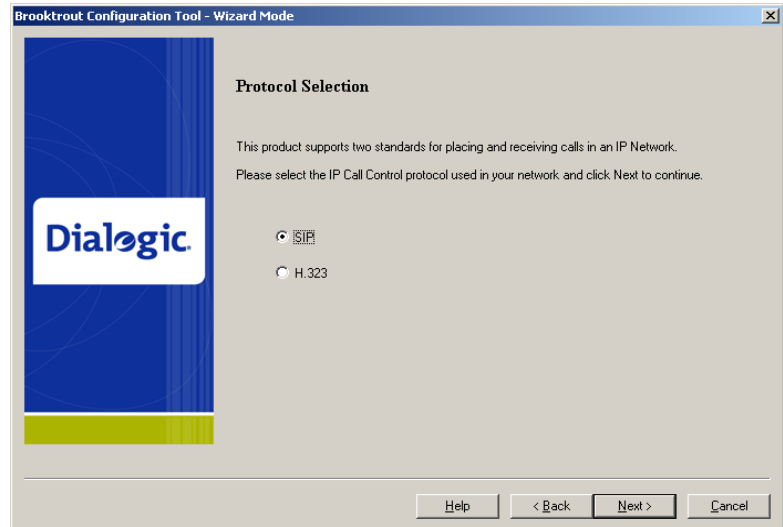 Brooktrout Configuration Tool - Wizard Mode
Protocol Selection
This product supports two standards for placing and receiving calls in an IP Network.
Please select the IP Call Control protocol used in your network and click Next to continue.
Dialogic.
SIP
H.323
Help
< Back
Next >
Cancel